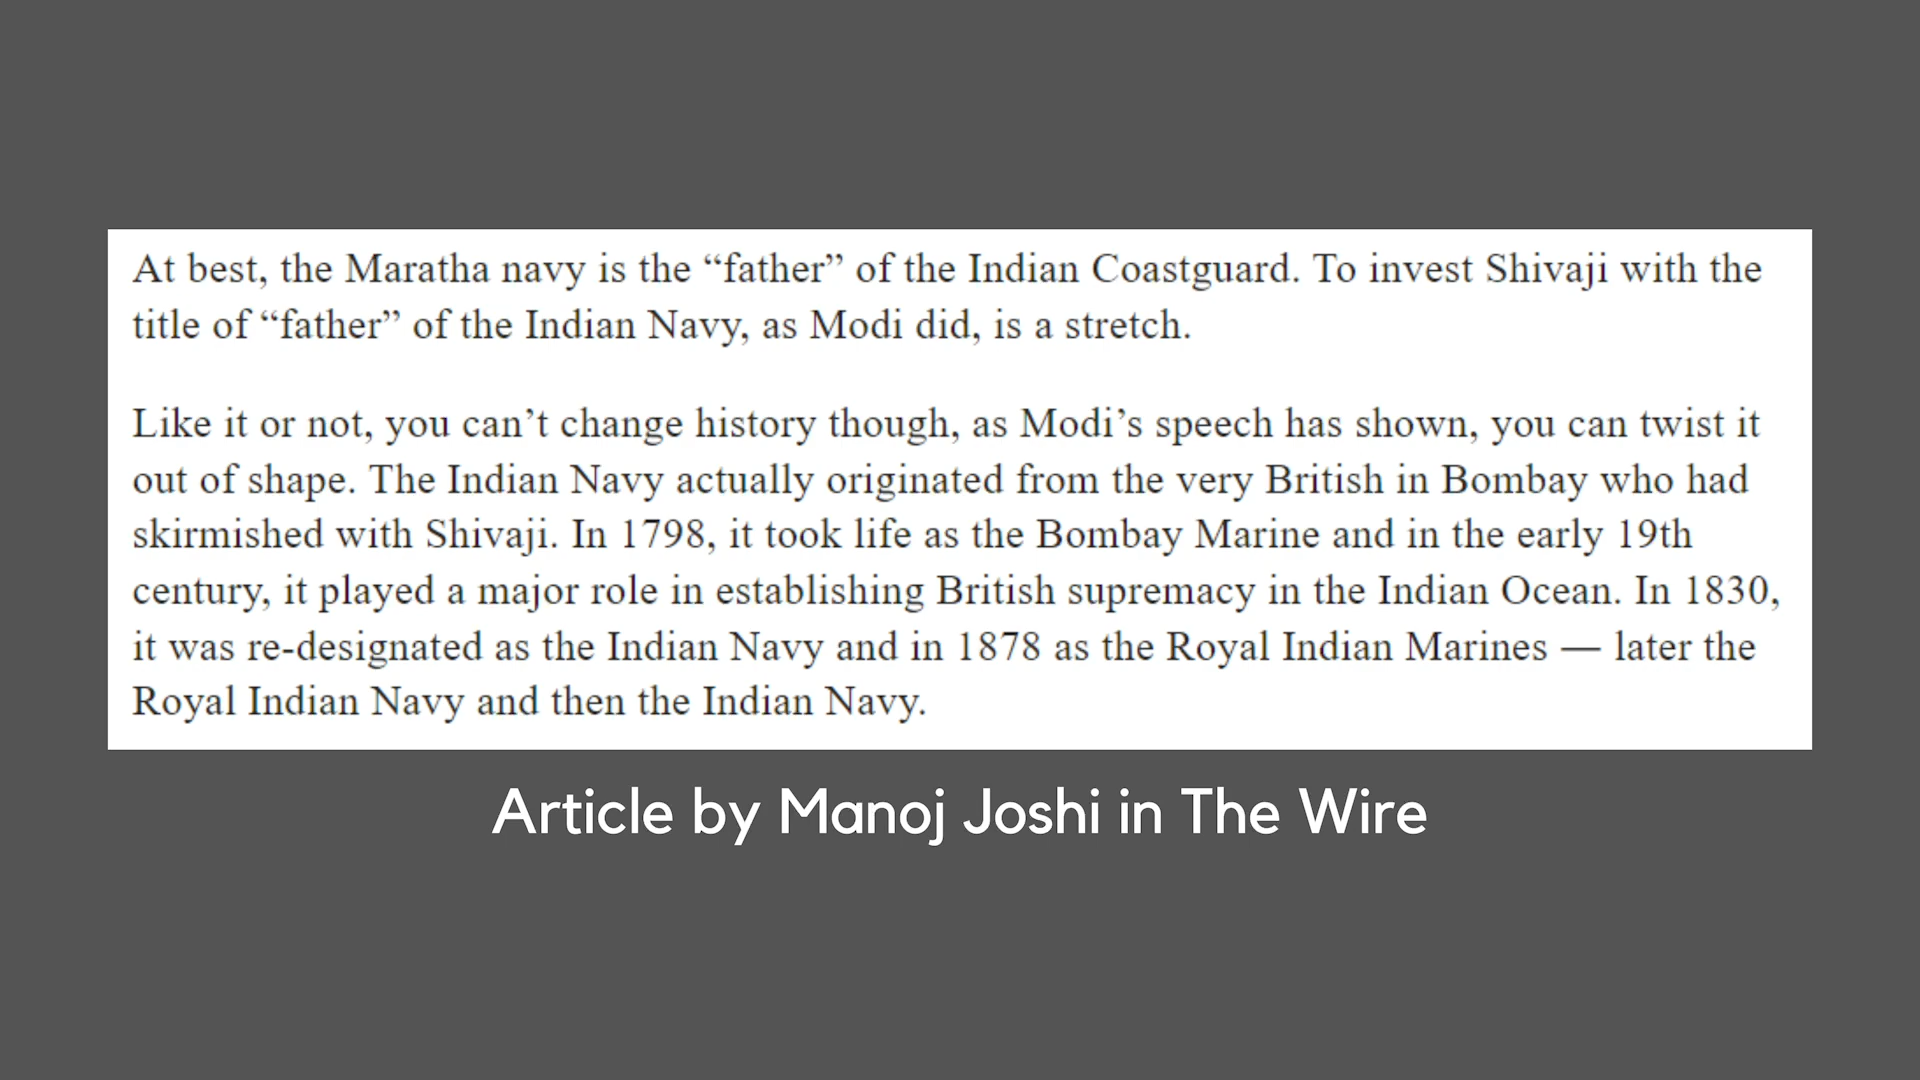 At best, the Maratha navy is the “father” of the Indian Coastguard. To invest Shivaji with the
title of “father” of the Indian Navy, as Modi did, is a stretch.
Like it or not, you can’t change history though, as Modi’s speech has shown, you can twist it
out of shape. The Indian Navy actually originated from the very British in Bombay who had
skirmished with Shivaji. In 1798, it took life as the Bombay Marine and in the early 19th
century, it played a major role in establishing British supremacy in the Indian Ocean. In 1830,
it was re-designated as the Indian Navy and in 1878 as the Royal Indian Marines — later the
Royal Indian Navy and then the Indian Navy.
Article by Manoj Joshi in The Wire